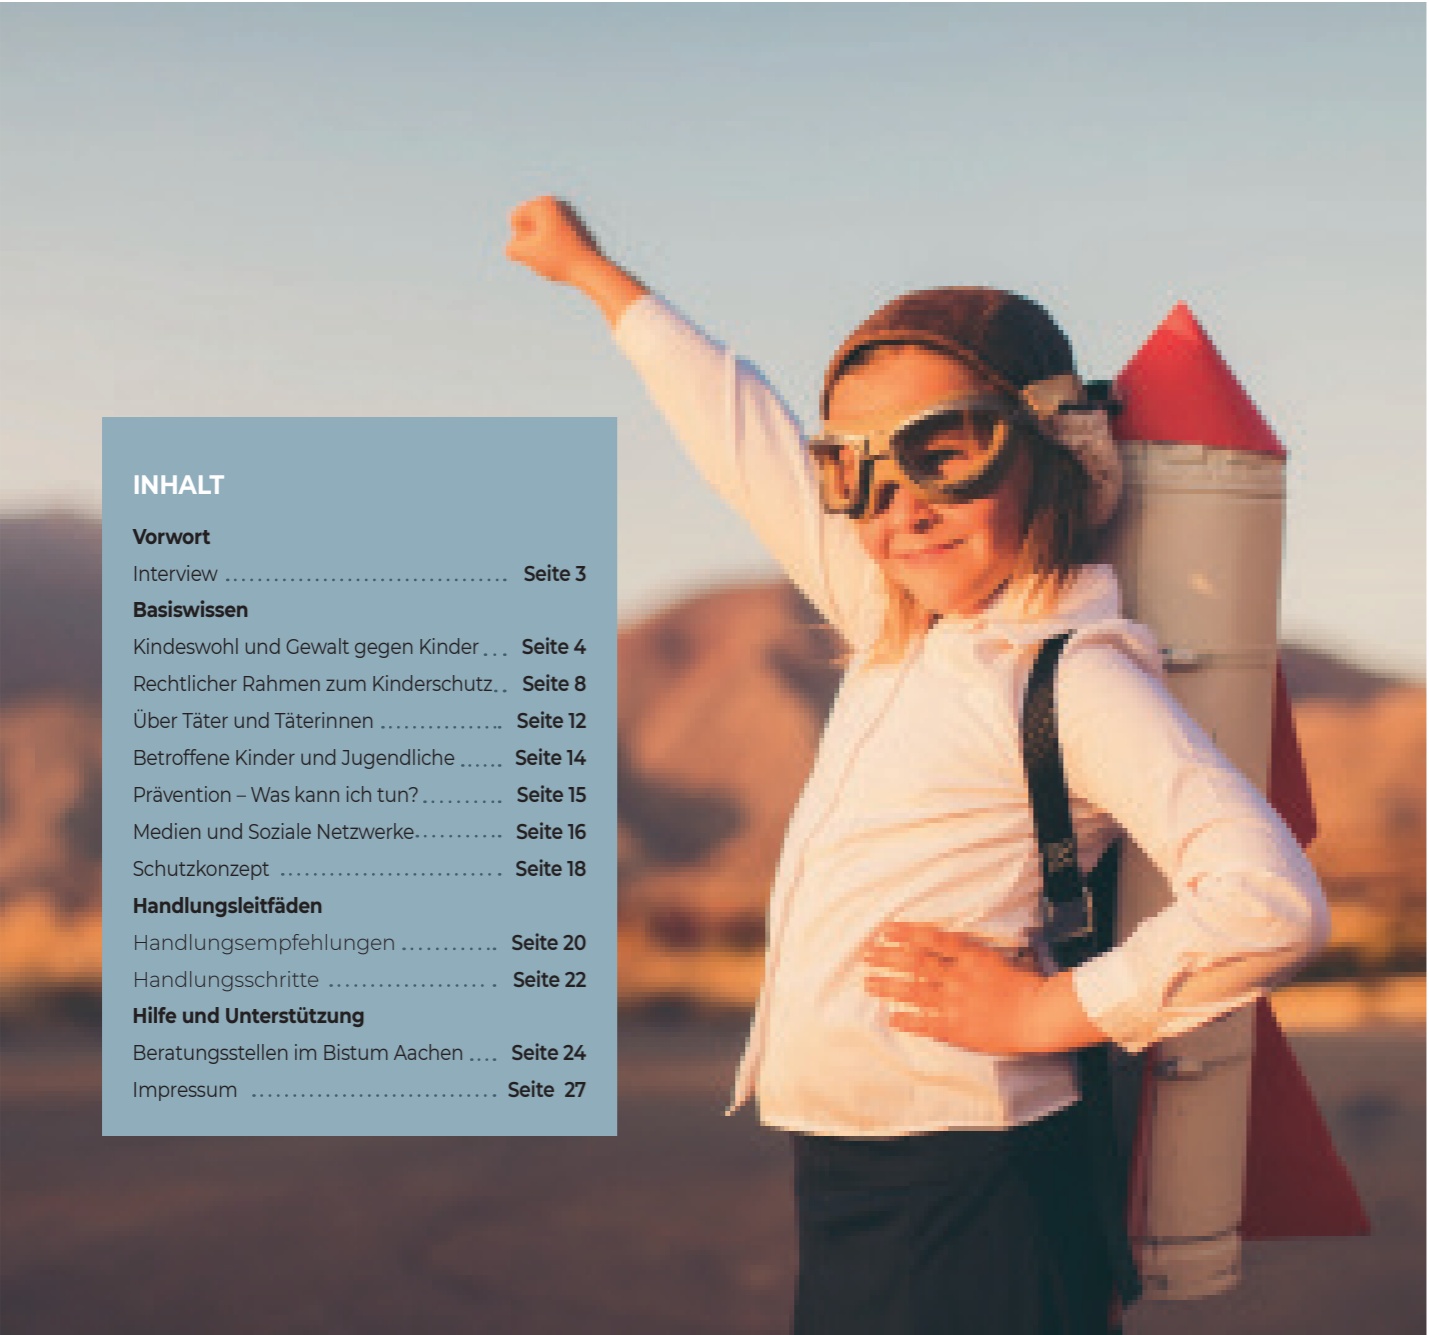 INHALT
Vorwort
Interview .................................. Seite 3
Basiswissen
Kindeswohl und Gewalt gegen Kinder ... Seite 4
Rechtlicher Rahmen zum Kinderschutz.. Seite 8
Über Täter und Täterinnen ............... Seite 12
Betroffene Kinder und Jugendliche ...... Seite 14
Prävention – Was kann ich tun?.......... Seite 15
Medien und Soziale Netzwerke........... Seite 16
Schutzkonzept ........................... Seite 18
Handlungsleitfäden
Handlungsempfehlungen ............ Seite 20
Handlungsschritte ..................... Seite 22
Hilfe und Unterstützung
Beratungsstellen im Bistum Aachen .... Seite 24
Impressum .............................. Seite 27